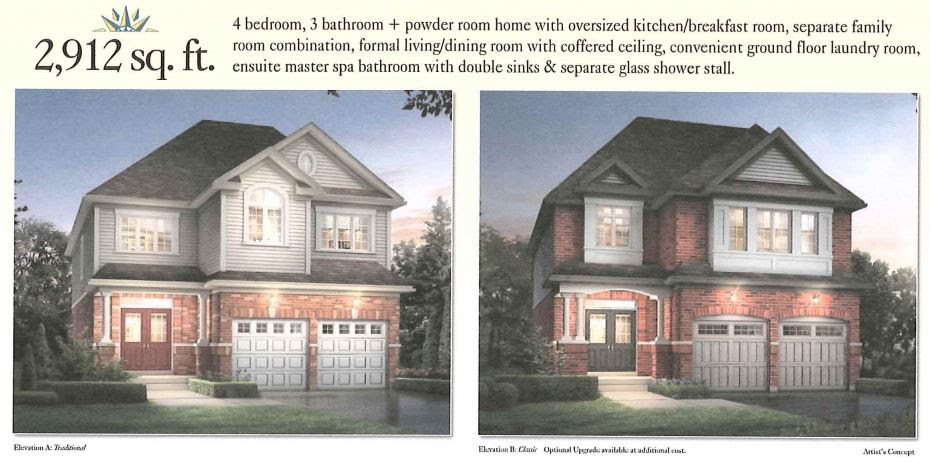 2,912 sq. ft.
4 bedroom, 3 bathroom + powder room home with oversized kitchen/breakfast room, separate family
room combination, formal living/dining room with coffered ceiling, convenient ground floor laundry room,
ensuite master spa bathroom with double sinks & separate glass shower stall.
Elevation A: Traditional
Elevation B: Classic Optional Upgrade available at additional cost.
Artist's Concept